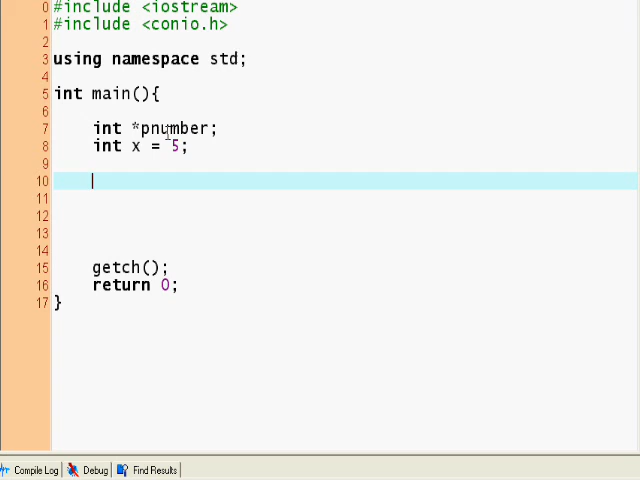 0 #include <iostream>
1 #include <conio.h>
2
3 using namespace std;
4
5 int main(){
6
7 int *pnumber;
8 int x = 5;
9
10
11
12
13
14
15 getch();
16 return 0;
17 }
Compile Log Debug Find Results